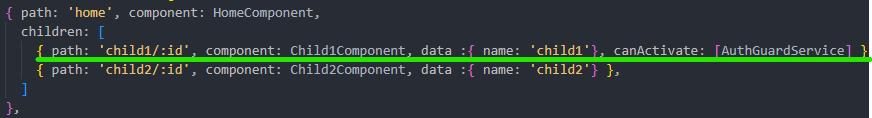 { path: 'home', component: HomeComponent,
children: [
{ path: 'child1/:id', component: Child1Component, data :{ name: 'child1'}, canActivate: [AuthGuardService] }
{ path: 'child2/:id', component: Child2Component, data :{ name: 'child2'} },
]
},